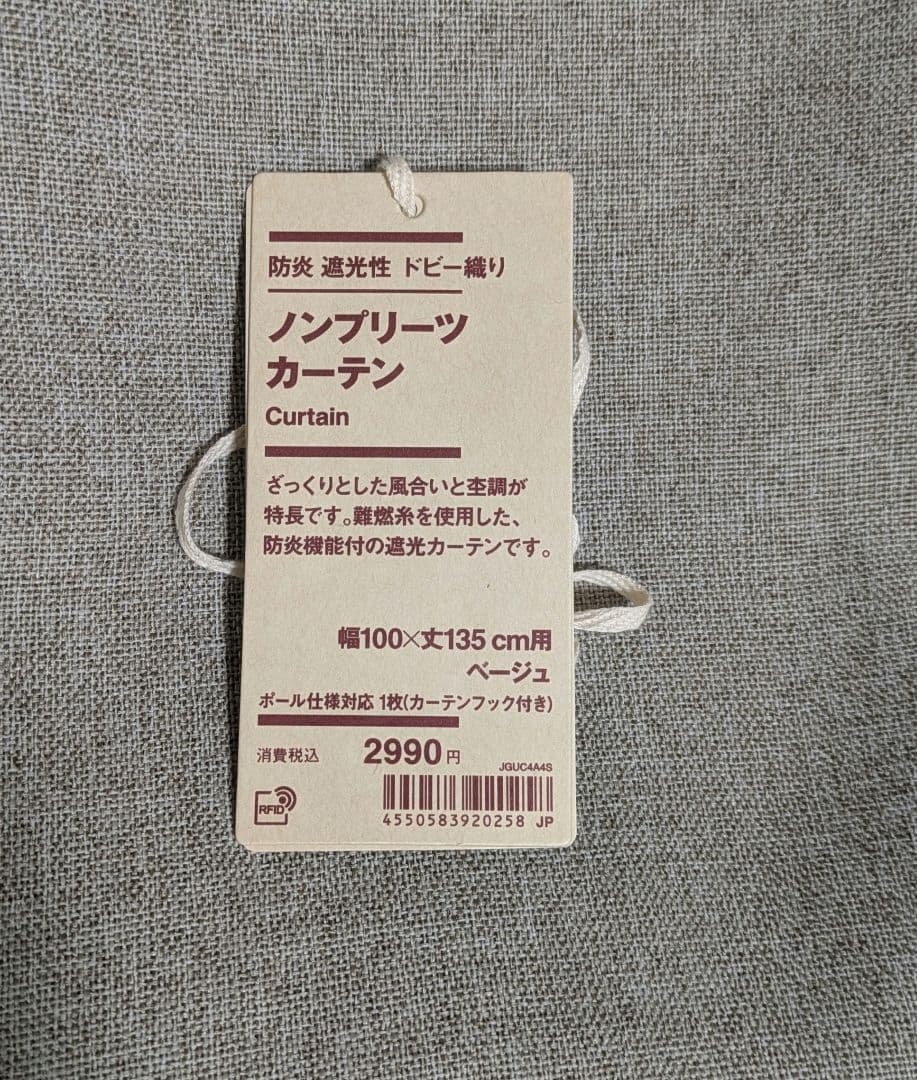 防炎 遮光性 ドビー織り
ノンプリーツ
カーテン
Curtain
ざっくりとした風合いと杢調が
特長です。難燃糸を使用した、
防炎機能付の遮光カーテンです。
幅100×丈135 cm用
ベージュ
ポール仕様対応 1枚(カーテンフック付き)
消費税込 2990円
JGUC4A4S
RFID
4550583920258 JP